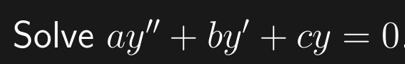 Solve ay″ + by′ + cy = 0.